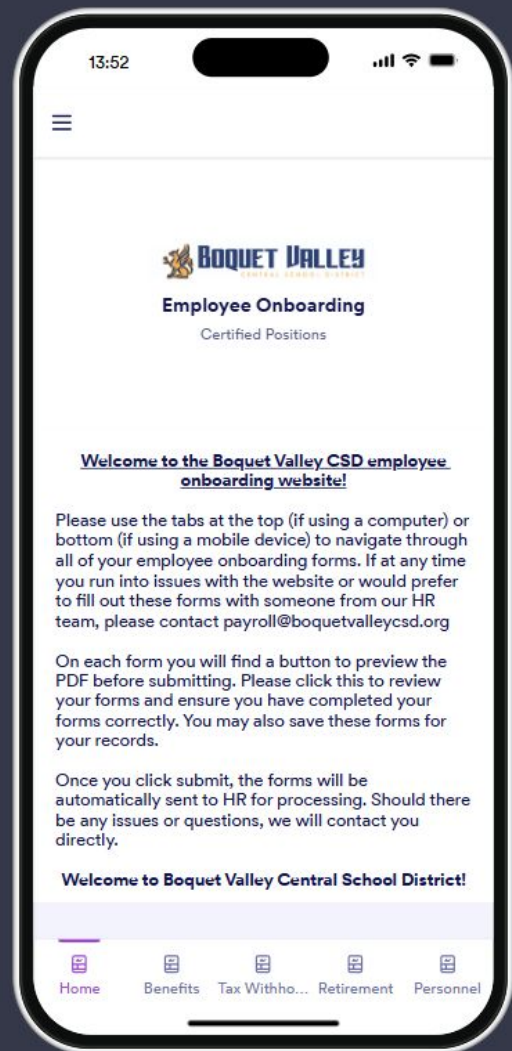 13:52
BOQUET VALLEY
CENTRAL SCHOOL DISTRICT
Employee Onboarding
Certified Positions
Welcome to the Boquet Valley CSD employee
onboarding website!
Please use the tabs at the top (if using a computer) or
bottom (if using a mobile device) to navigate through
all of your employee onboarding forms. If at any time
you run into issues with the website or would prefer
to fill out these forms with someone from our HR
team, please contact payroll@boquetvalleycsd.org
On each form you will find a button to preview the
PDF before submitting. Please click this to review
your forms and ensure you have completed your
forms correctly. You may also save these forms for
your records.
Once you click submit, the forms will be
automatically sent to HR for processing. Should there
be any issues or questions, we will contact you
directly.
Welcome to Boquet Valley Central School District!
Home Benefits Tax Withho... Retirement Personnel